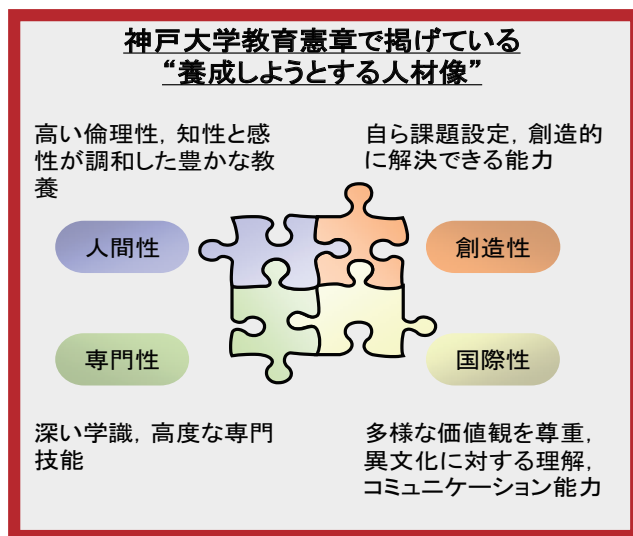 神戸大学教育憲章で掲げている
“養成しようとする人材像”
高い倫理性, 知性と感
性が調和した豊かな教
養
自ら課題設定, 創造的
に解決できる能力
人間性
創造性
専門性
国際性
深い学識, 高度な専門
技能
多様な価値観を尊重,
異文化に対する理解,
コミュニケーション能力